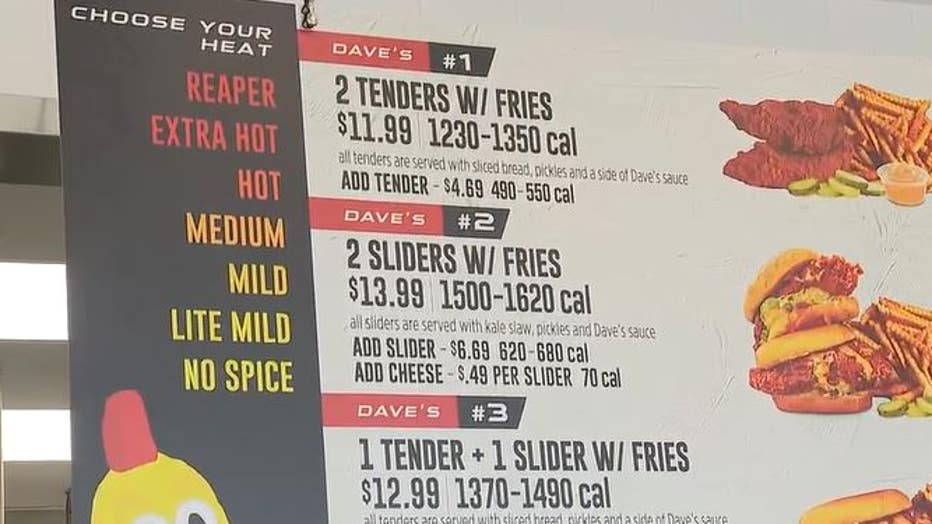 CHOOSE YOUR
HEAT
REAPER
EXTRA HOT
HOT
MEDIUM
MILD
LITE MILD
NO SPICE
DAVE'S #1
2 TENDERS W/ FRIES
$11.99 1230-1350 cal
all tenders are served with sliced bread, pickles and a side of Dave's sauce
ADD TENDER - $4.69 490-550 cal
DAVE'S #2
2 SLIDERS W/ FRIES
$13.99 1500-1620 cal
all sliders are served with kale slaw, pickles and Dave's sauce
ADD SLIDER - $6.69 620-680 cal
ADD CHEESE - $.49 PER SLIDER 70 cal
DAVE'S #3
1 TENDER + 1 SLIDER W/ FRIES
$12.99 1370-1490 cal
all tenders are served with sliced bread, pickles and a side of Dave's sauce